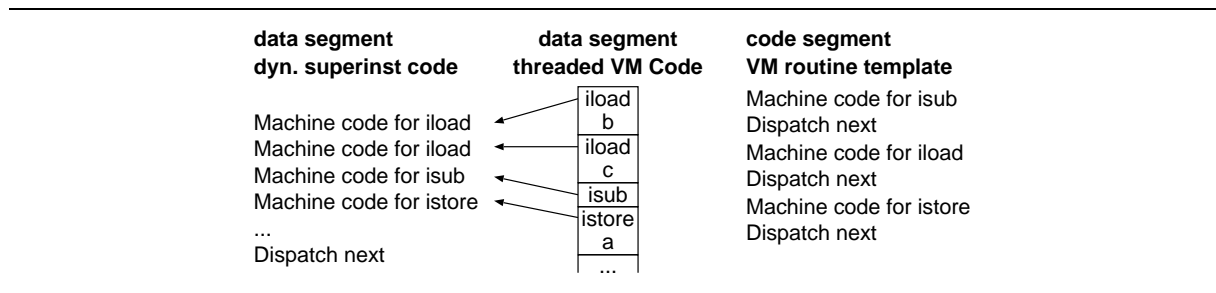 data segment
dyn. superinst code
Machine code for iload
Machine code for iload
Machine code for isub
Machine code for istore
...
Dispatch next
data segment
threaded VM Code
iload
b
iload
c
isub
istore
a
...
code segment
VM routine template
Machine code for isub
Dispatch next
Machine code for iload
Dispatch next
Machine code for istore
Dispatch next